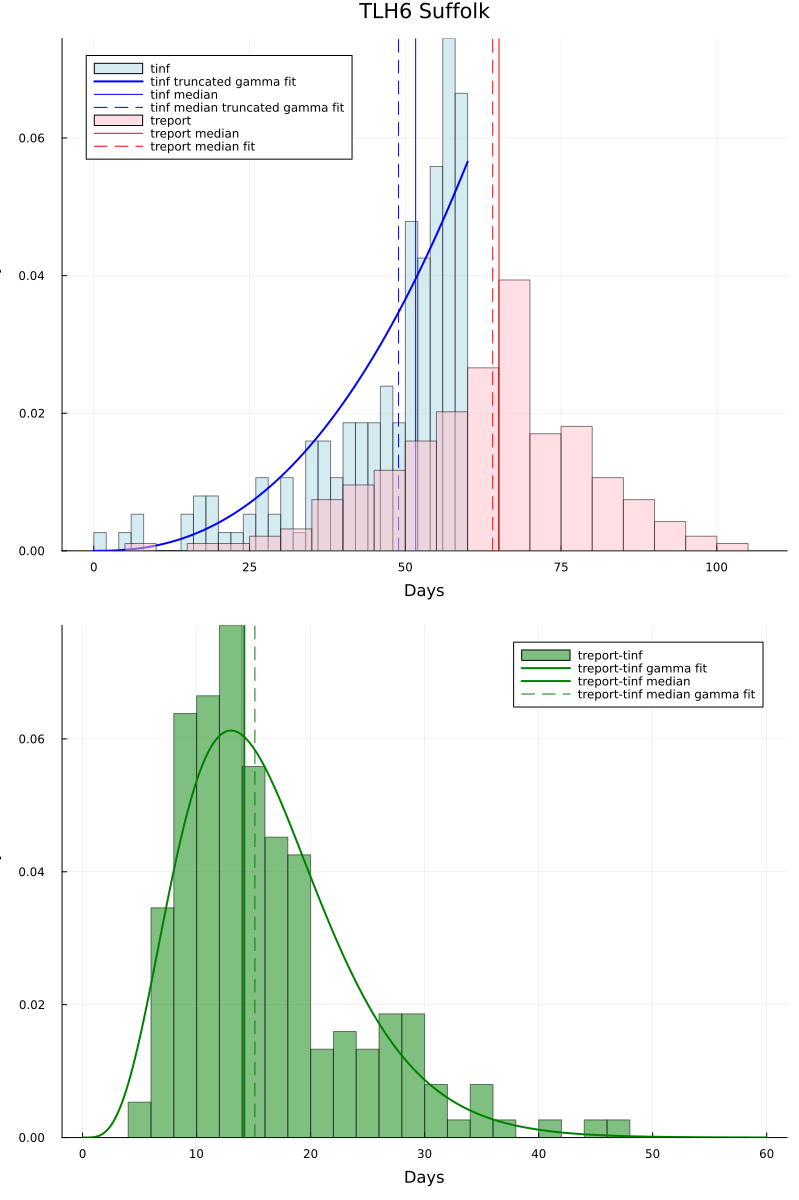 TLH6 Suffolk
tinf
tinf truncated gamma fit
tinf median
tinf median truncated gamma fit
treport
treport median
treport median fit
0.06
0.04
0.02
0.00
0 25 50 75 100
Days
treport-tinf
treport-tinf gamma fit
treport-tinf median
treport-tinf median gamma fit
0.06
0.04
0.02
0.00
0 10 20 30 40 50 60
Days